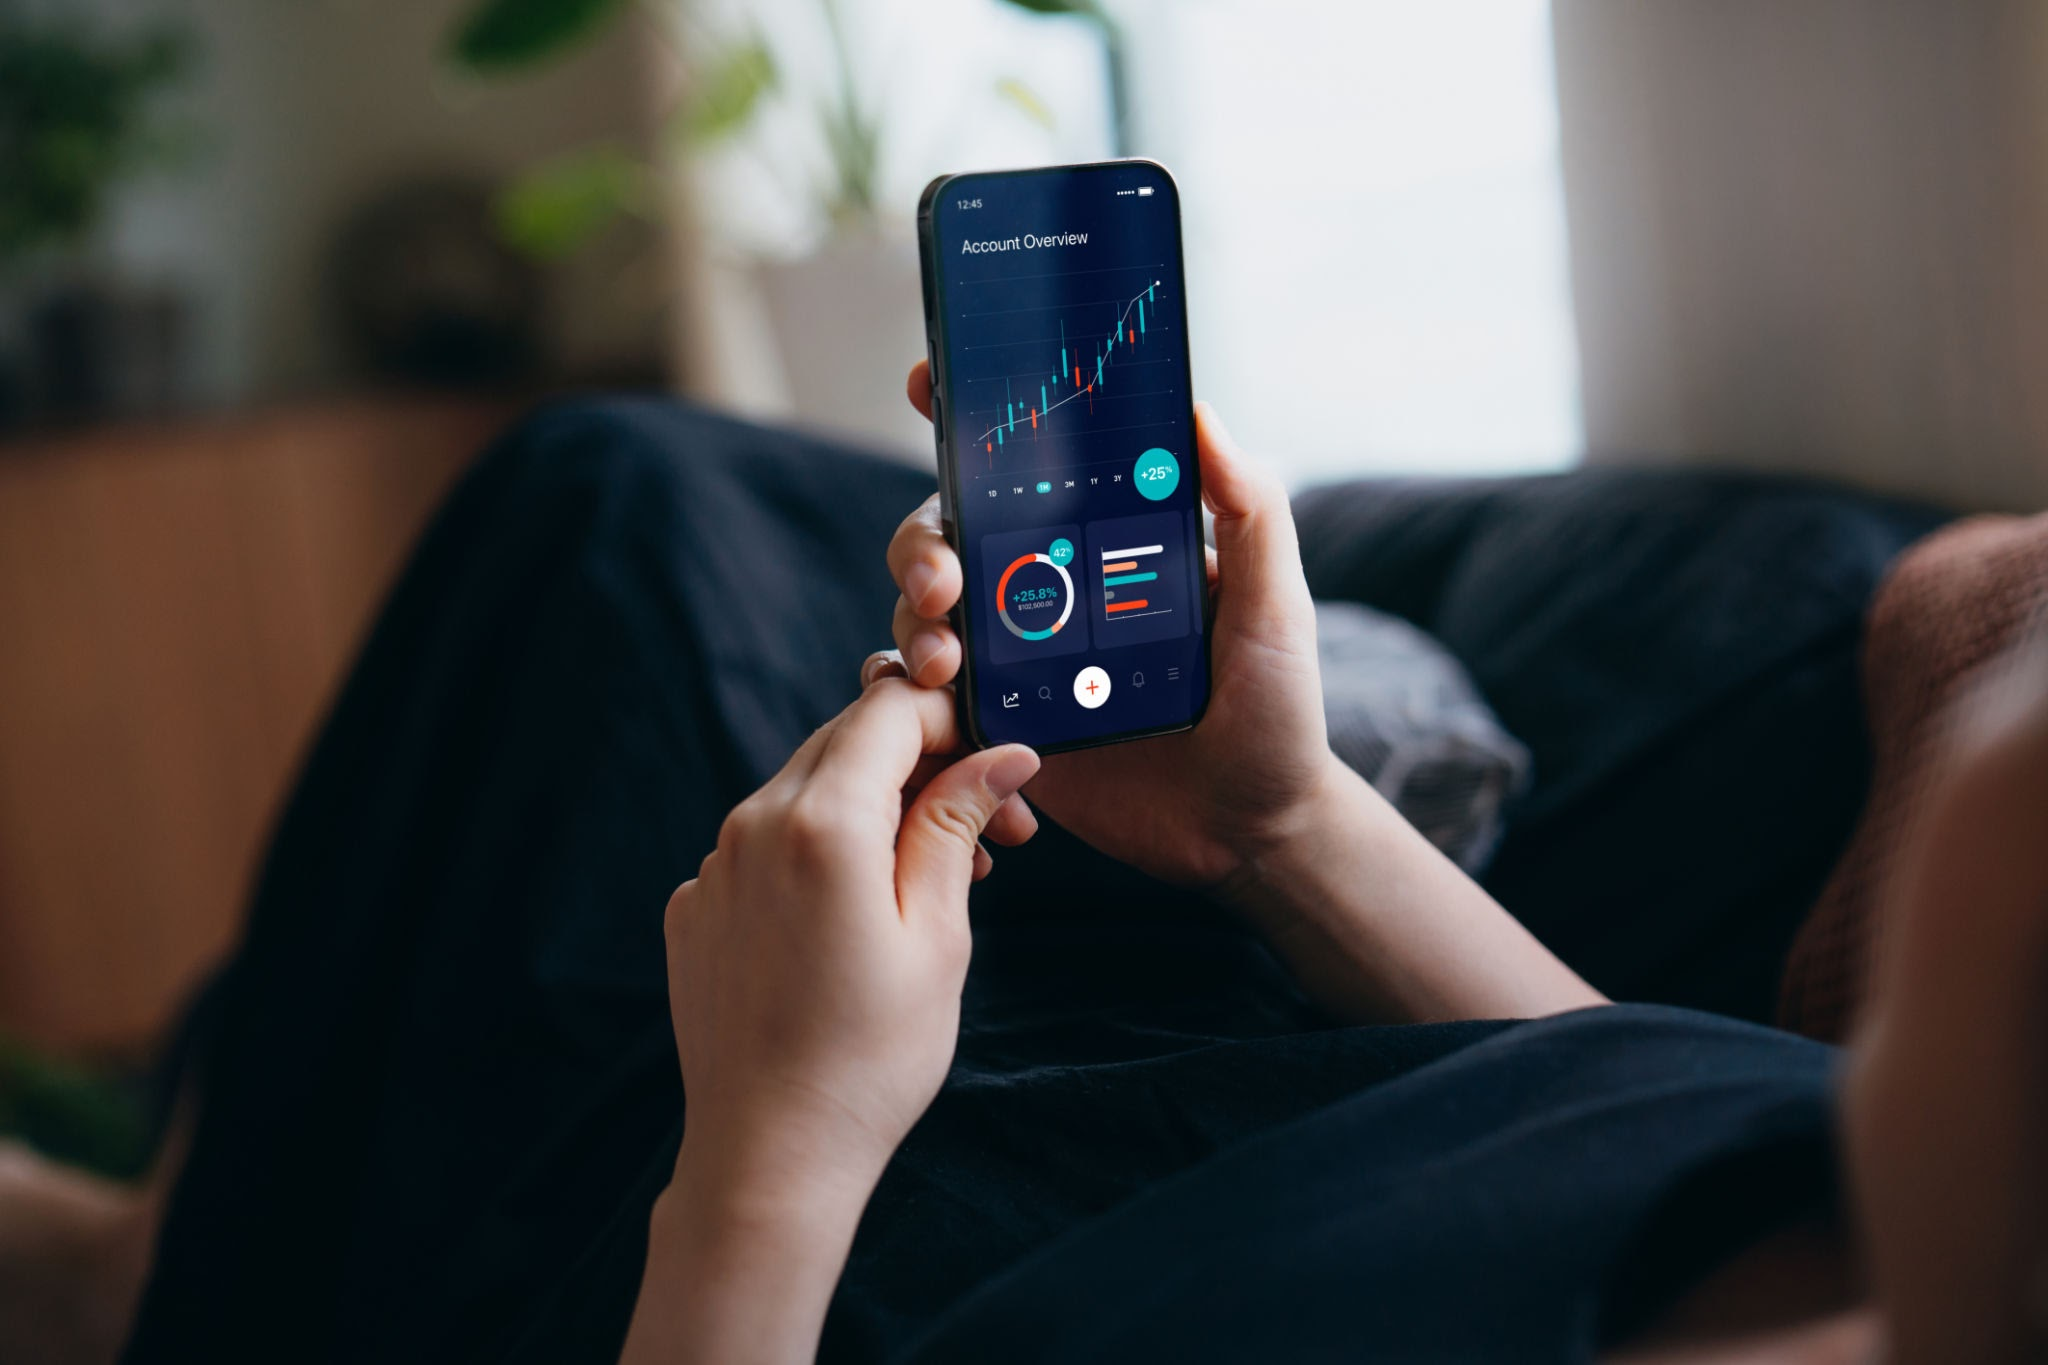 12:45
Account Overview
1D 1W 1M 3M 1Y 3Y
+25%
42%
+25.8%
$102,500.00